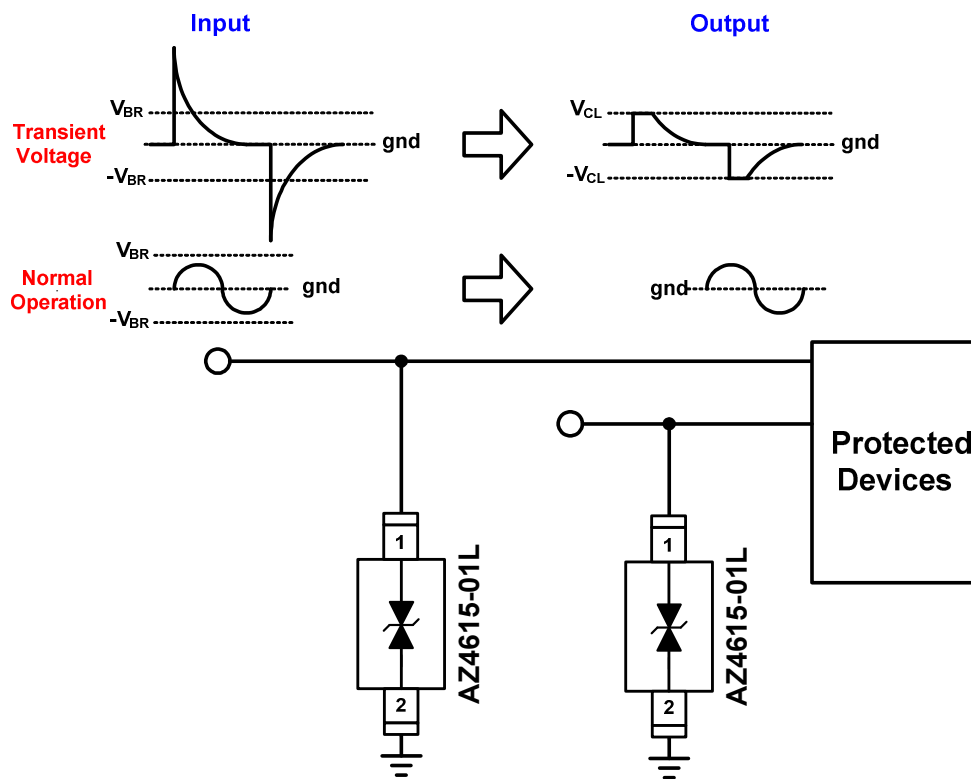 Input
Output
VBR
VCL
Transient
Voltage
gnd
gnd
-VBR
-VCL
VBR
Normal
Operation
gnd
gnd
-VBR
Protected
Devices
1
AZ4615-01L
2
1
AZ4615-01L
2